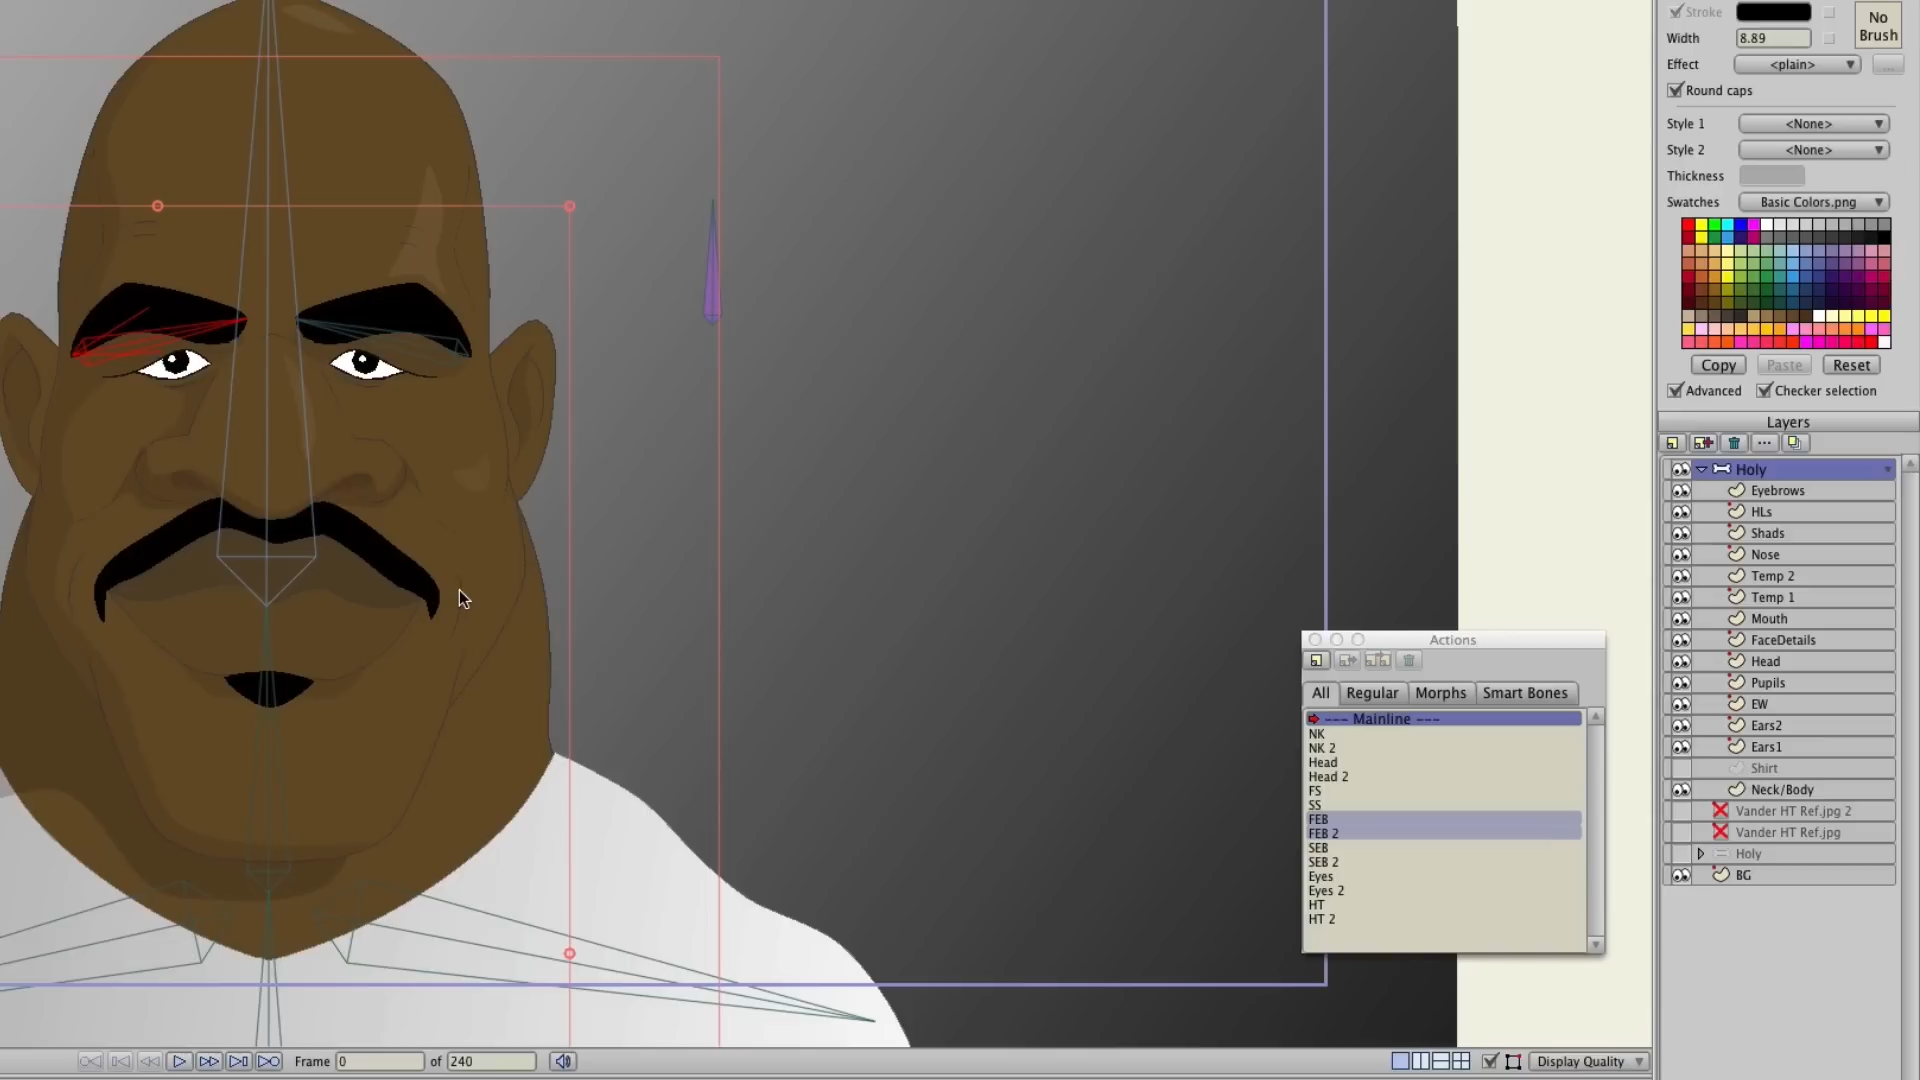 Stroke
No Brush
Width 8.89
Effect <plain> ...
Round caps
Style 1 <None>
Style 2 <None>
Thickness
Swatches Basic Colors.png
Copy Paste Reset
Advanced Checker selection
Layers
Holy
Eyebrows
HLs
Shads
Nose
Temp 2
Temp 1
Mouth
FaceDetails
Head
Pupils
EW
Ears2
Ears1
Shirt
Neck/Body
Vander HT Ref.jpg 2
Vander HT Ref.jpg
Holy
BG
Actions
All Regular Morphs Smart Bones
--- Mainline ---
NK
NK 2
Head
Head 2
FS
SS
FEB
FEB 2
SEB
SEB 2
Eyes
Eyes 2
HT
HT 2
Frame 0 of 240
Display Quality